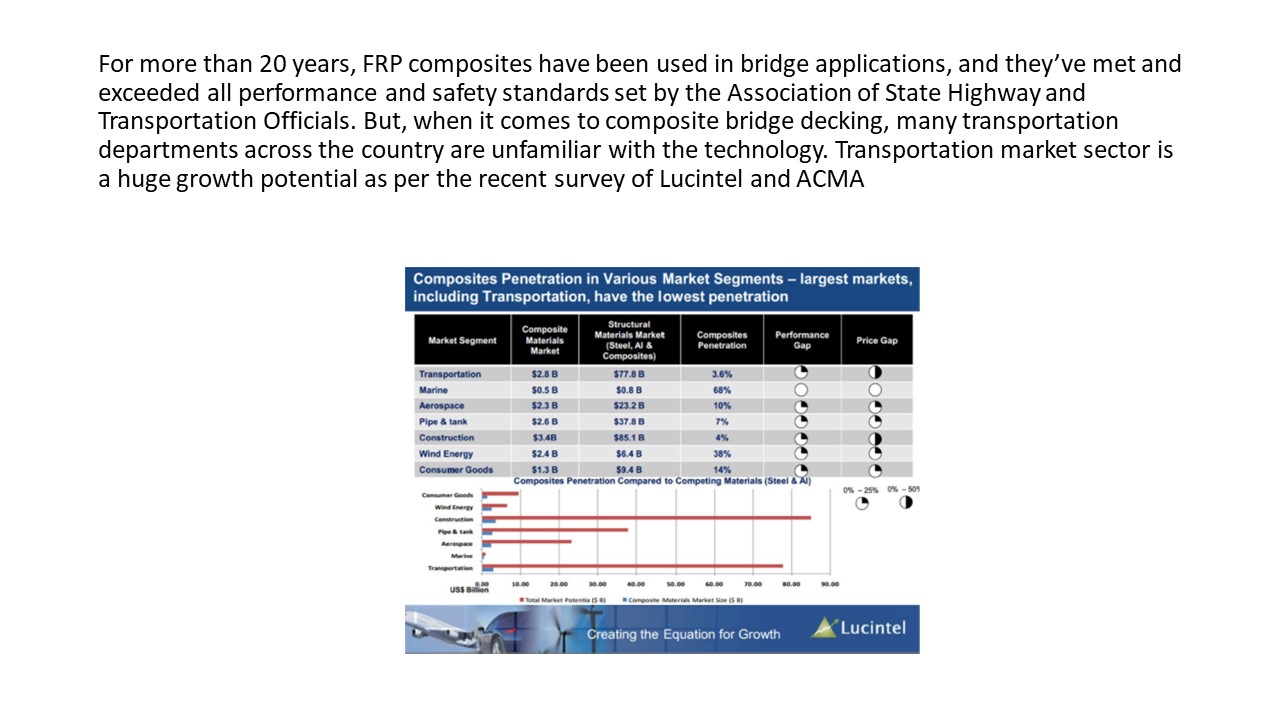 For more than 20 years, FRP composites have been used in bridge applications, and they’ve met and
exceeded all performance and safety standards set by the Association of State Highway and
Transportation Officials. But, when it comes to composite bridge decking, many transportation
departments across the country are unfamiliar with the technology. Transportation market sector is
a huge growth potential as per the recent survey of Lucintel and ACMA
Composites Penetration in Various Market Segments – largest markets,
including Transportation, have the lowest penetration
Market Segment Composite Materials Market Structural Materials Market (Steel, Al & Composites) Composites Penetration Performance Gap Price Gap
Transportation $2.8 B $77.8 B 3.6%
Marine $0.5 B $0.8 B 68%
Aerospace $2.3 B $23.2 B 10%
Pipe & tank $2.6 B $37.8 B 7%
Construction $3.4B $85.1 B 4%
Wind Energy $2.4 B $6.4 B 38%
Consumer Goods $1.3 B $9.4 B 14%
Composites Penetration Compared to Competing Materials (Steel & Al)
0% – 25% 0% – 50%
Consumer Goods
Wind Energy
Construction
Pipe & tank
Aerospace
Marine
Transportation
0.00 10.00 20.00 30.00 40.00 50.00 60.00 70.00 80.00 90.00
US$ Billion
Total Market Potentia ($ B) Composite Materials Market Size ($ B)
Creating the Equation for Growth
Lucintel